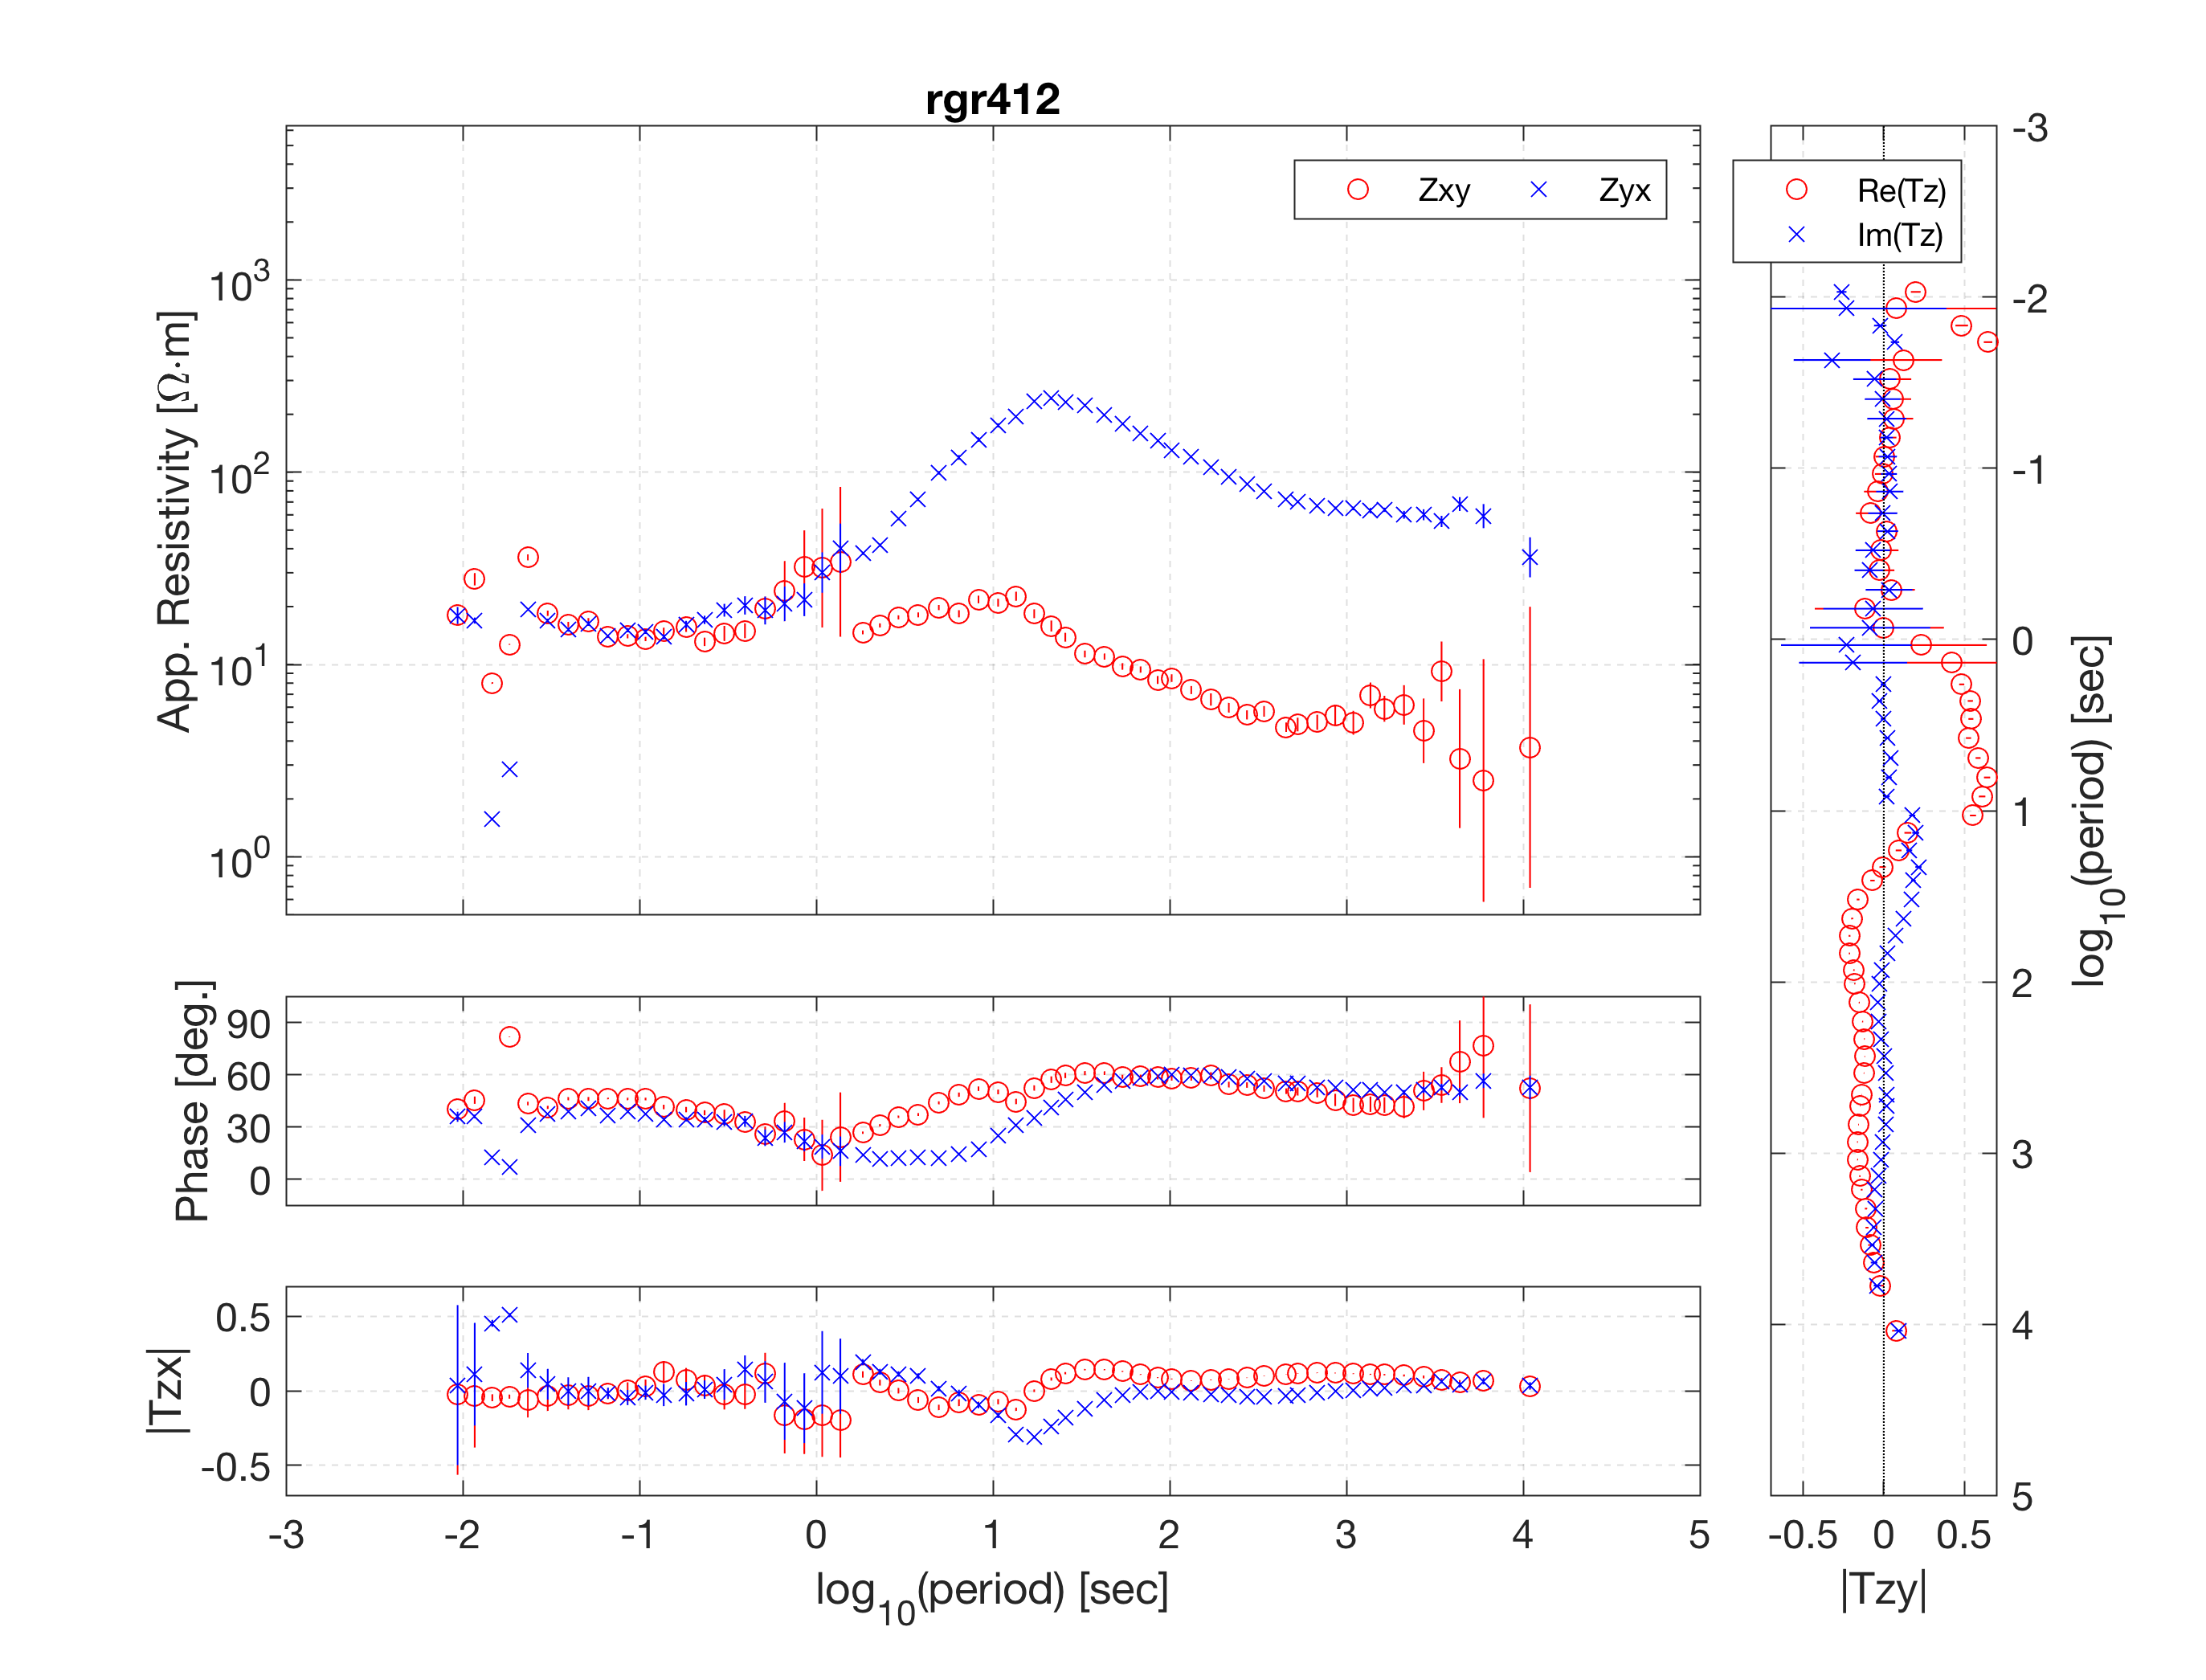 rgr412
Zxy Zyx
Re(Tz)
Im(Tz)
App. Resistivity [Ω·m]
10^3
10^2
10^1
10^0
Phase [deg.]
90
60
30
0
|Tzx|
0.5
0
-0.5
-3 -2 -1 0 1 2 3 4 5
log10(period) [sec]
-3
-2
-1
0
1
2
3
4
5
log10(period) [sec]
-0.5 0 0.5
|Tzy|